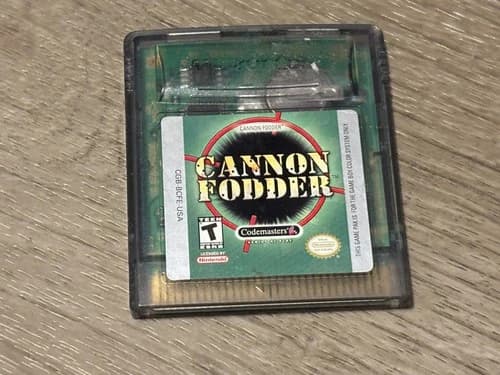 CANNON FODDER
CANNON
FODDER
TEEN
T
ESRB
LICENSED BY
Nintendo
Codemasters
CGB-BCFE-USA
THIS GAME PAK IS FOR THE GAME BOY COLOR SYSTEM ONLY.